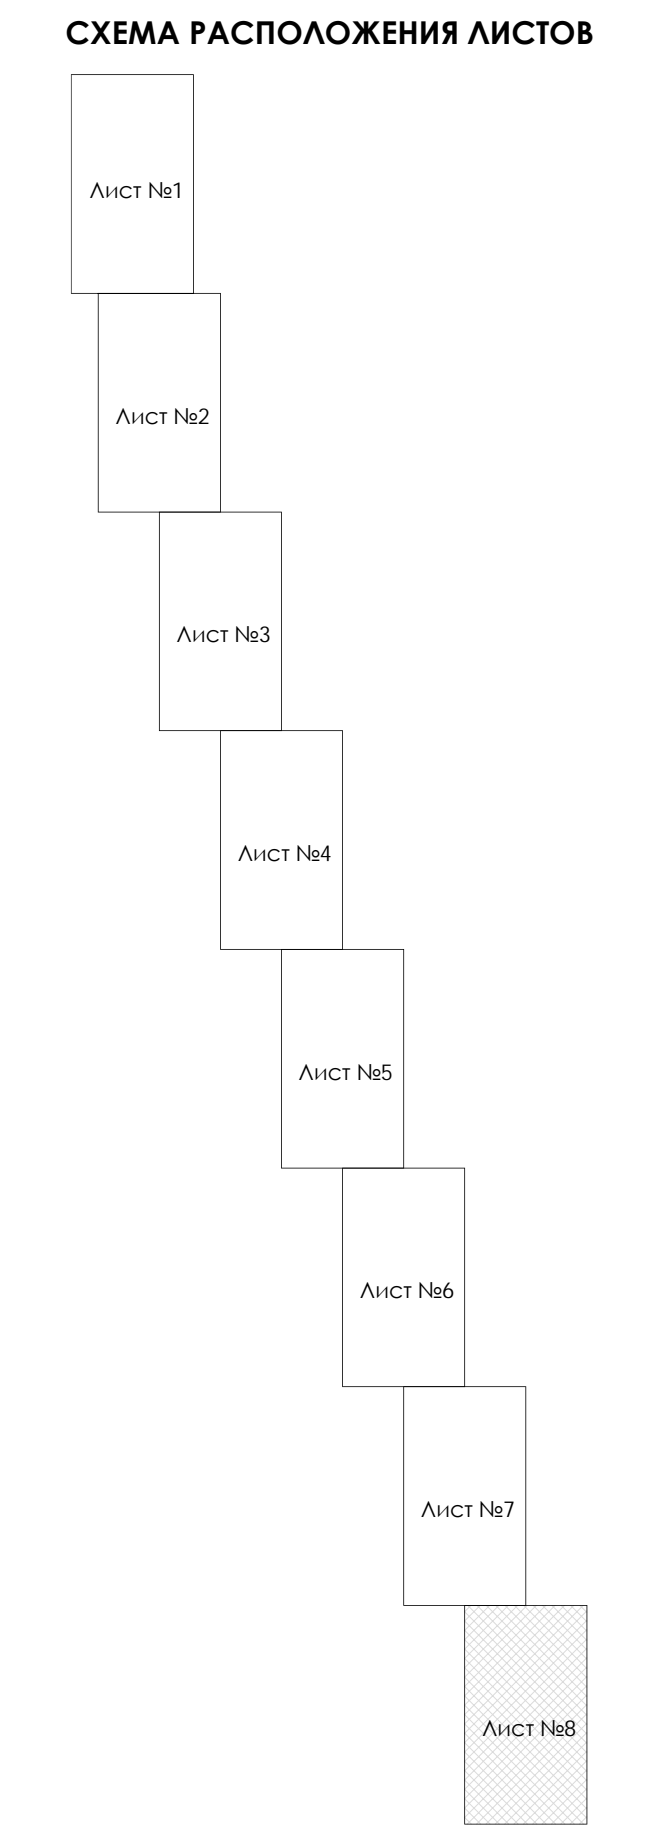 СХЕМА РАСПОЛОЖЕНИЯ ЛИСТОВ
Лист №1
Лист №2
Лист №3
Лист №4
Лист №5
Лист №6
Лист №7
Лист №8